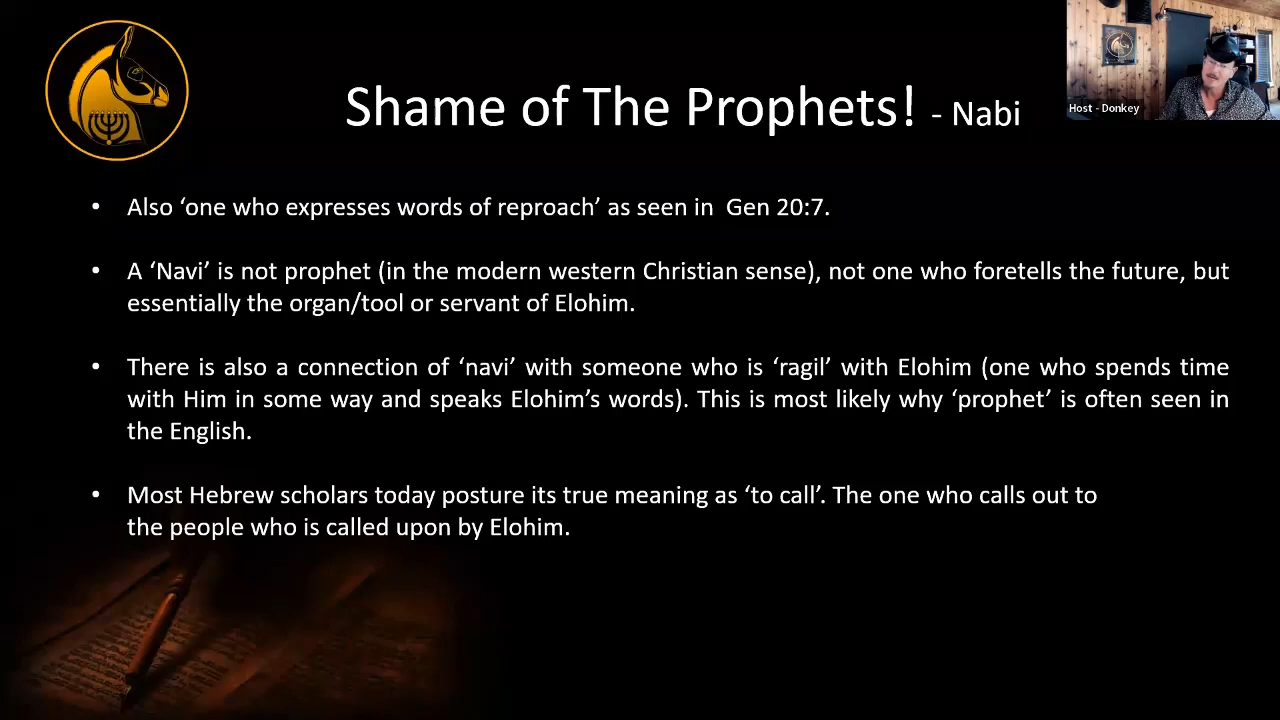 Shame of The Prophets! - Nabi
Host - Donkey
• Also ‘one who expresses words of reproach’ as seen in Gen 20:7.
• A ‘Navi’ is not prophet (in the modern western Christian sense), not one who foretells the future, but
essentially the organ/tool or servant of Elohim.
• There is also a connection of ‘navi’ with someone who is ‘ragil’ with Elohim (one who spends time
with Him in some way and speaks Elohim’s words). This is most likely why ‘prophet’ is often seen in
the English.
• Most Hebrew scholars today posture its true meaning as ‘to call’. The one who calls out to
the people who is called upon by Elohim.